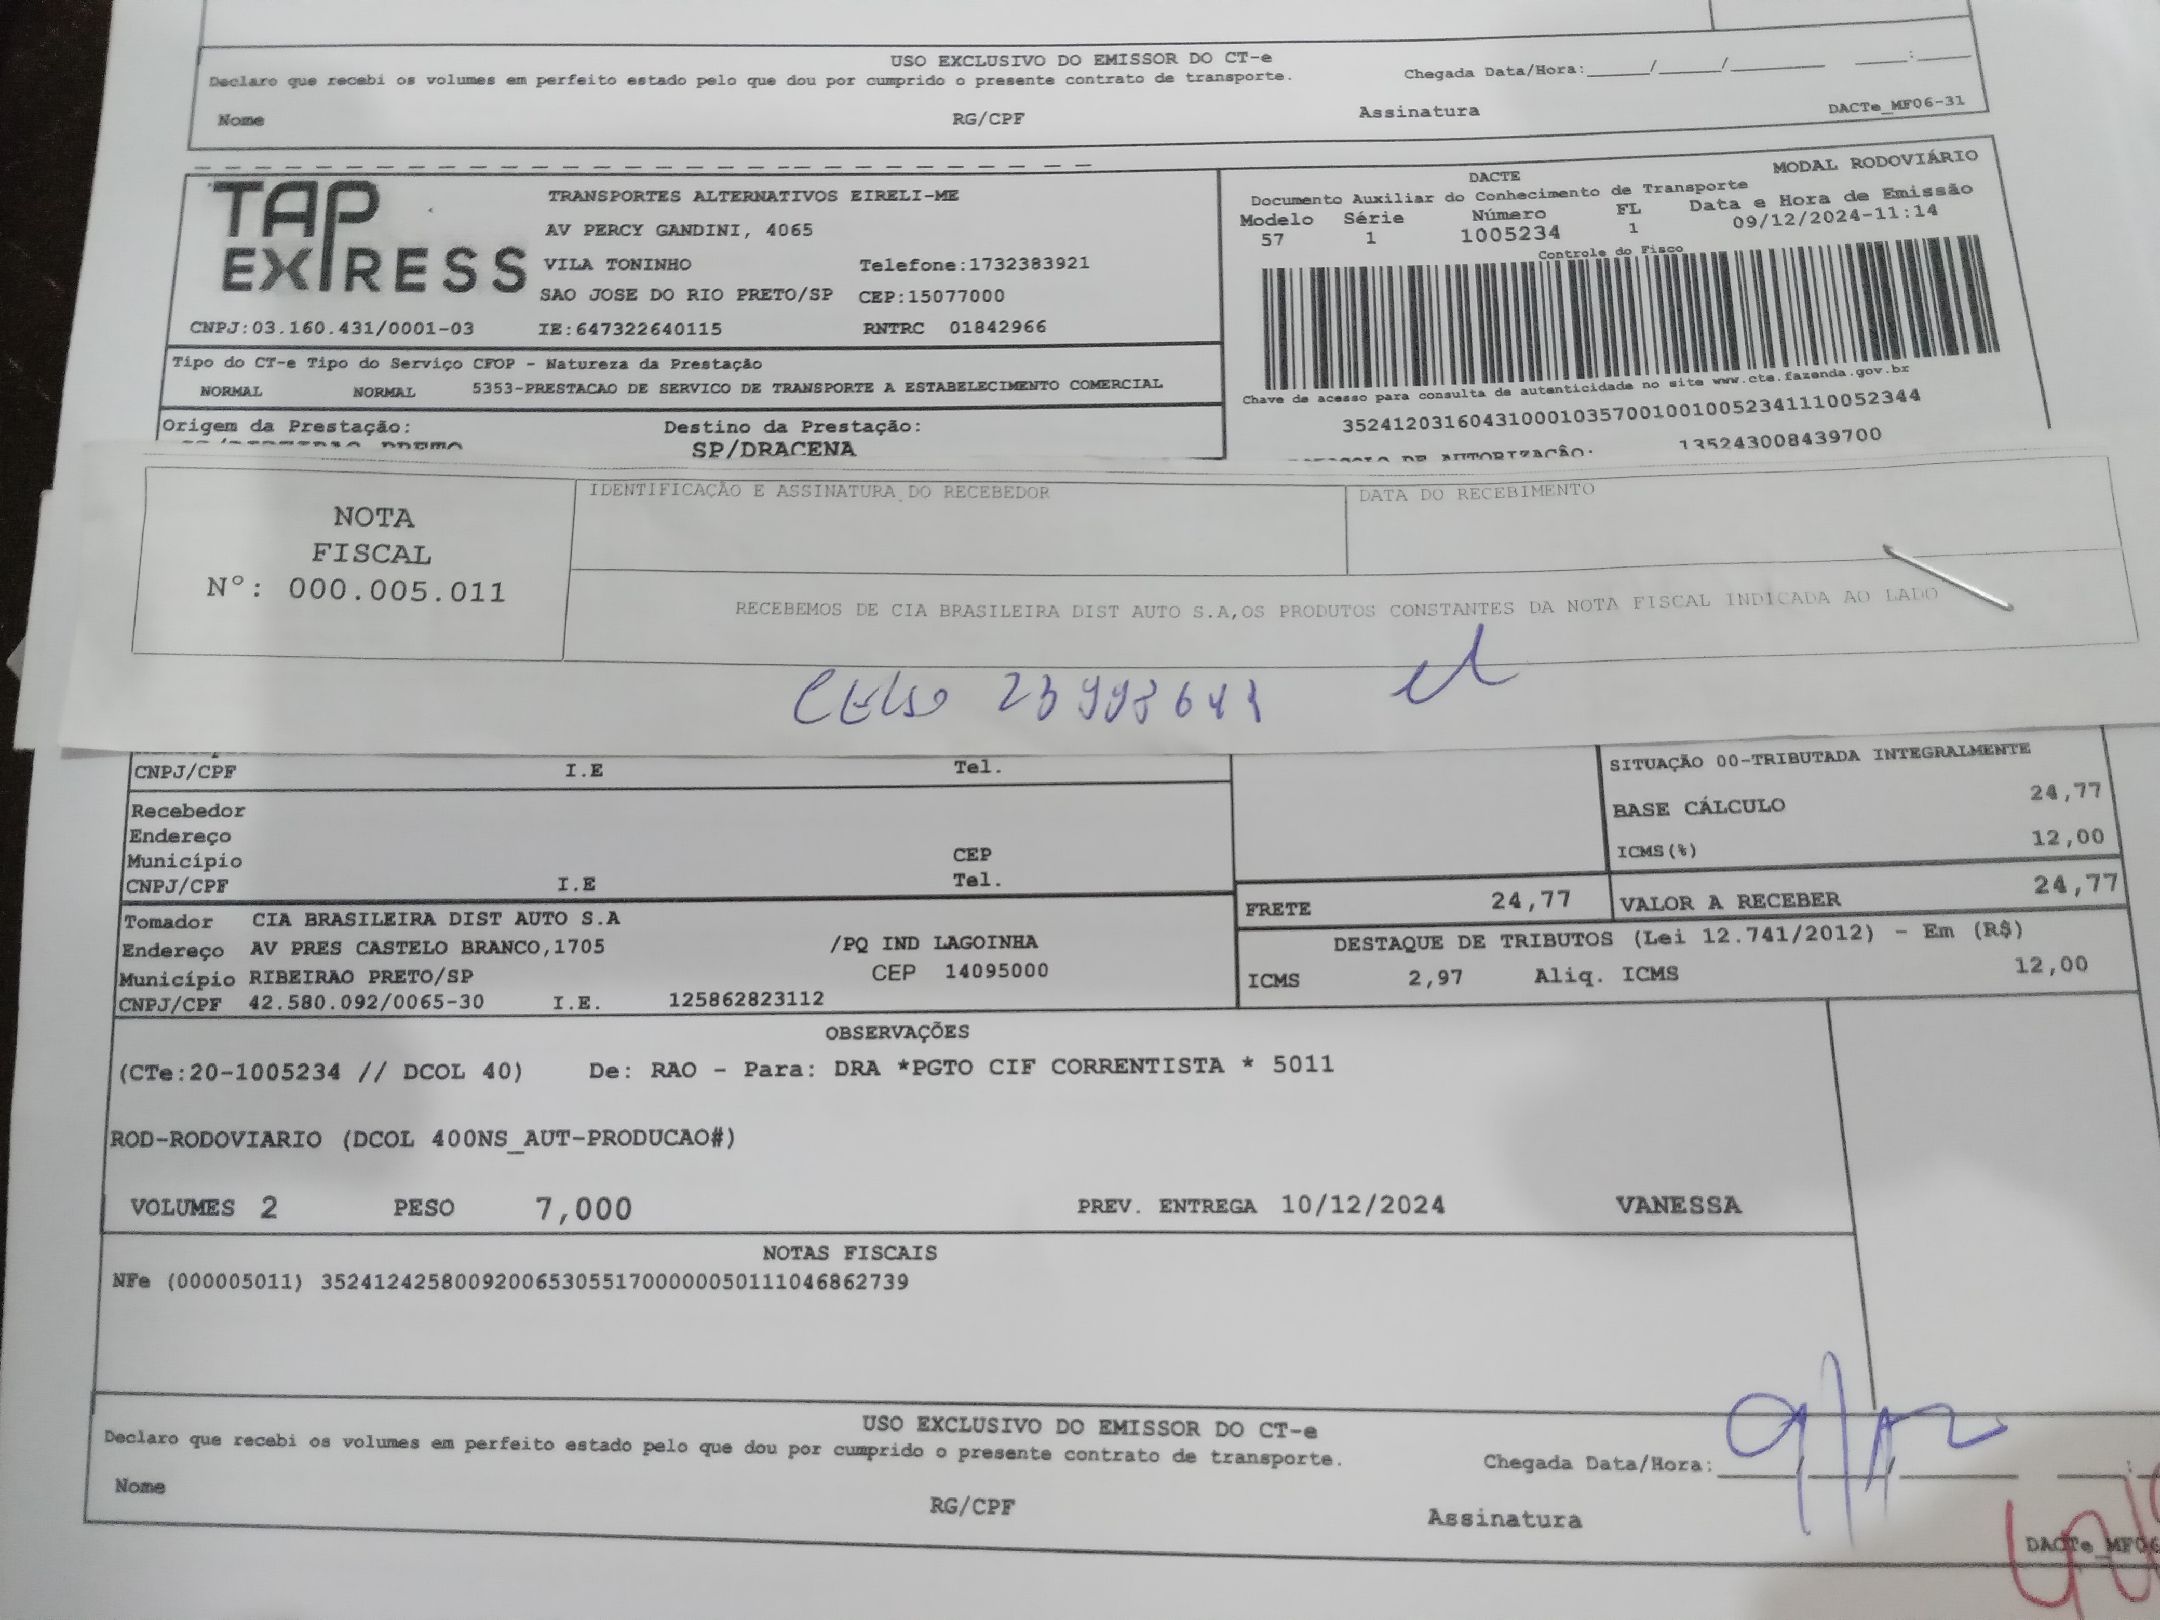 USO EXCLUSIVO DO EMISSOR DO CT-e
Declaro que recebi os volumes em perfeito estado pelo que dou por cumprido o presente contrato de transporte. Chegada Data/Hora:______/______/_________ _____:_____
Nome RG/CPF Assinatura DACTe_MF06-31
TAP EXPRESS
TRANSPORTES ALTERNATIVOS EIRELI-ME
AV PERCY GANDINI, 4065
VILA TONINHO Telefone:1732383921
SAO JOSE DO RIO PRETO/SP CEP:15077000
CNPJ:03.160.431/0001-03 IE:647322640115 RNTRC 01842966
DACTE MODAL RODOVIÁRIO
Documento Auxiliar do Conhecimento de Transporte
Modelo Série Número FL Data e Hora de Emissão
57 1 1005234 1 09/12/2024-11:14
Controle do Fisco
Chave de acesso para consulta de autenticidade no site www.cte.fazenda.gov.br
35241203160431000103570010010052341110052344
135243008439700
Tipo do CT-e Tipo do Serviço CFOP - Natureza da Prestação
NORMAL NORMAL 5353-PRESTACAO DE SERVICO DE TRANSPORTE A ESTABELECIMENTO COMERCIAL
Origem da Prestação: Destino da Prestação:
SP/DRACENA
NOTA
FISCAL
Nº: 000.005.011
IDENTIFICAÇÃO E ASSINATURA DO RECEBEDOR DATA DO RECEBIMENTO
RECEBEMOS DE CIA BRASILEIRA DIST AUTO S.A,OS PRODUTOS CONSTANTES DA NOTA FISCAL INDICADA AO LADO
CELSO
CNPJ/CPF I.E Tel.
Recebedor
Endereço
Município CEP
CNPJ/CPF I.E Tel.
SITUAÇÃO 00-TRIBUTADA INTEGRALMENTE
BASE CÁLCULO 24,77
ICMS(%) 12,00
FRETE 24,77 VALOR A RECEBER 24,77
Tomador CIA BRASILEIRA DIST AUTO S.A
Endereço AV PRES CASTELO BRANCO,1705 /PQ IND LAGOINHA
Município RIBEIRAO PRETO/SP CEP 14095000
CNPJ/CPF 42.580.092/0065-30 I.E. 125862823112
DESTAQUE DE TRIBUTOS (Lei 12.741/2012) - Em (R$)
ICMS 2,97 Aliq. ICMS 12,00
OBSERVAÇÕES
(CTe:20-1005234 // DCOL 40) De: RAO - Para: DRA *PGTO CIF CORRENTISTA * 5011
ROD-RODOVIARIO (DCOL 400NS_AUT-PRODUCAO#)
VOLUMES 2 PESO 7,000 PREV. ENTREGA 10/12/2024 VANESSA
NOTAS FISCAIS
NFe (000005011) 35241242580092006530551700000050111046862739
USO EXCLUSIVO DO EMISSOR DO CT-e
Declaro que recebi os volumes em perfeito estado pelo que dou por cumprido o presente contrato de transporte. Chegada Data/Hora:
Nome RG/CPF Assinatura